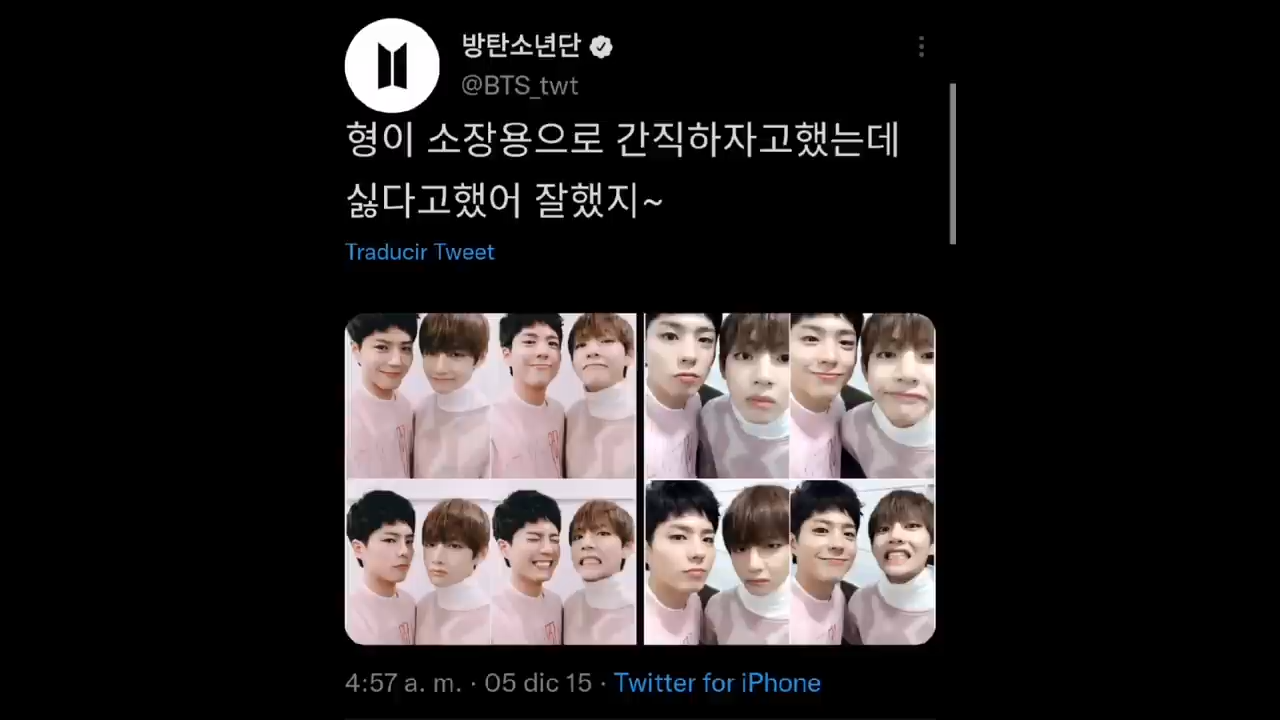 방탄소년단
@BTS_twt
형이 소장용으로 간직하자고했는데
싫다고했어 잘했지~
Traducir Tweet
4:57 a. m. · 05 dic 15 · Twitter for iPhone